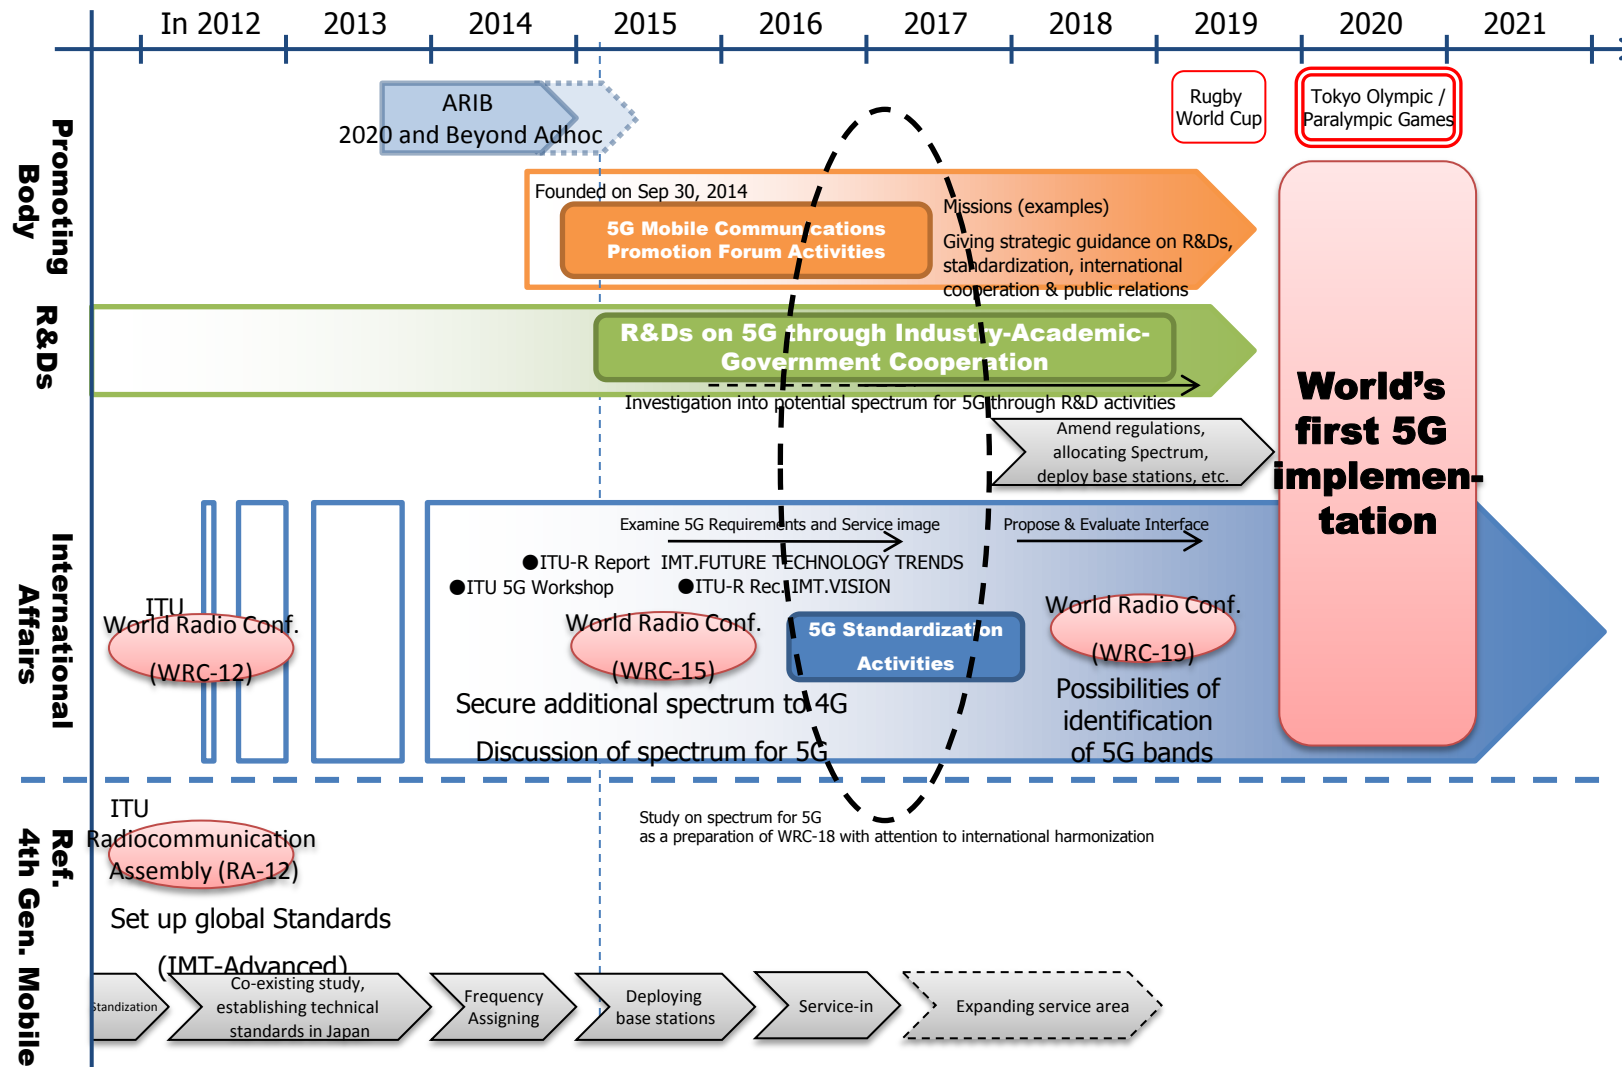 In 2012
2013
2014
2015
2016
2017
2018
2019
2020
2021
Promoting
Body
ARIB
2020 and Beyond Adhoc
Rugby
World Cup
Tokyo Olympic /
Paralympic Games
Founded on Sep 30, 2014
5G Mobile Communications
Promotion Forum Activities
Missions (examples)
Giving strategic guidance on R&Ds,
standardization, international
cooperation & public relations
R&Ds
R&Ds on 5G through Industry-Academic-
Government Cooperation
Investigation into potential spectrum for 5G through R&D activities
Amend regulations,
allocating Spectrum,
deploy base stations, etc.
World's
first 5G
implemen-
tation
International
Affairs
Examine 5G Requirements and Service image
Propose & Evaluate Interface
●ITU-R Report IMT.FUTURE TECHNOLOGY TRENDS
●ITU 5G Workshop
●ITU-R Rec. IMT.VISION
ITU
World Radio Conf.
(WRC-12)
World Radio Conf.
(WRC-15)
5G Standardization
Activities
World Radio Conf.
(WRC-19)
Secure additional spectrum to 4G
Discussion of spectrum for 5G
Possibilities of
identification
of 5G bands
Ref.
4th Gen. Mobile
ITU
Radiocommunication
Assembly (RA-12)
Study on spectrum for 5G
as a preparation of WRC-18 with attention to international harmonization
Set up global Standards
(IMT-Advanced)
Standization
Co-existing study,
establishing technical
standards in Japan
Frequency
Assigning
Deploying
base stations
Service-in
Expanding service area